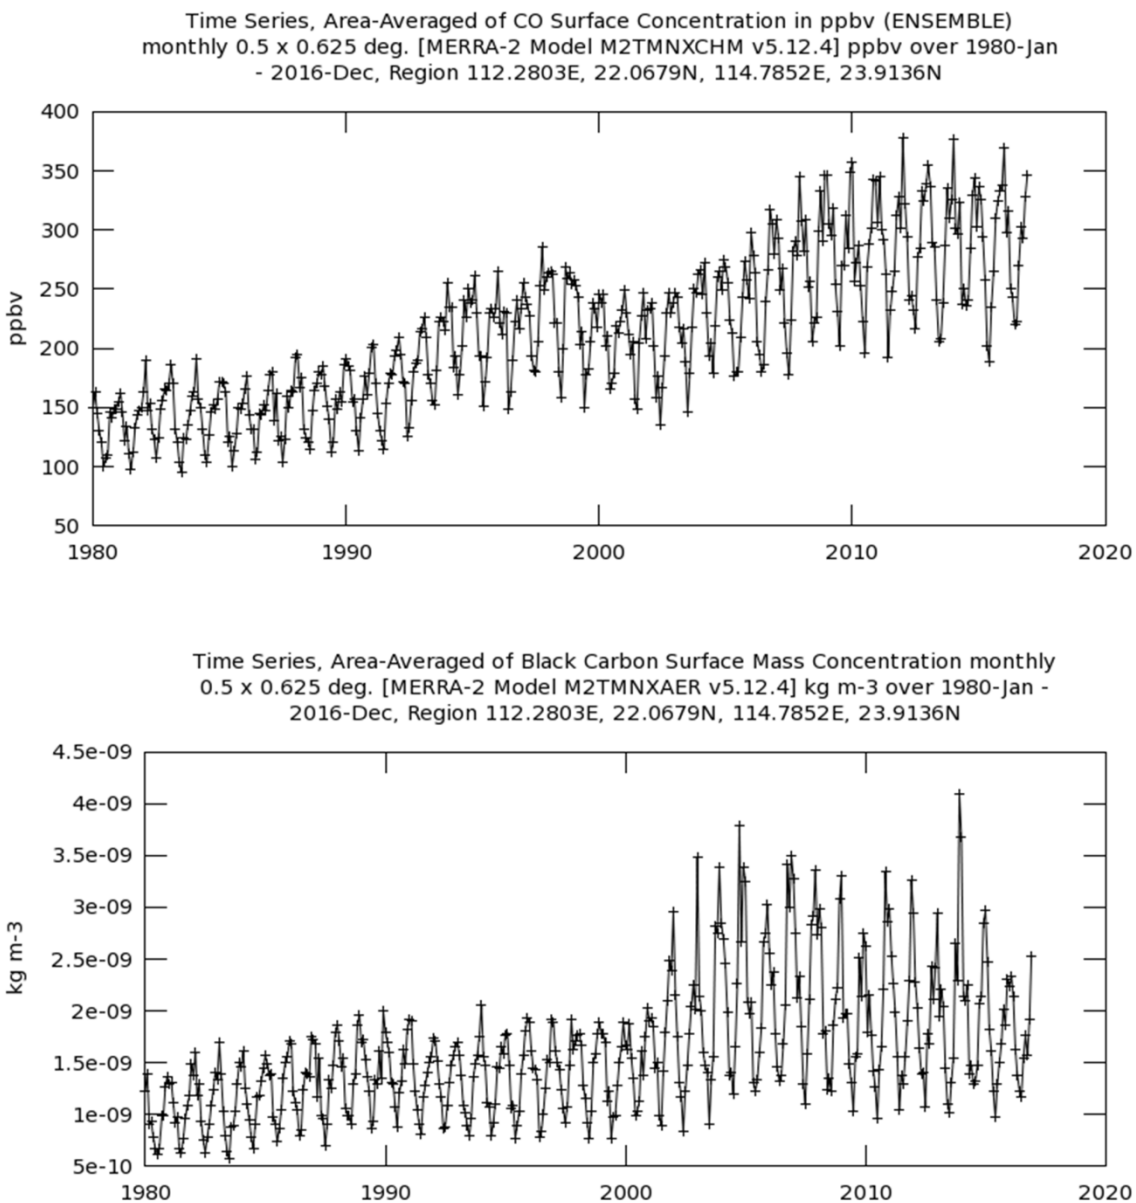 Time Series, Area-Averaged of CO Surface Concentration in ppbv (ENSEMBLE)
monthly 0.5 x 0.625 deg. [MERRA-2 Model M2TMNXCHM v5.12.4] ppbv over 1980-Jan
- 2016-Dec, Region 112.2803E, 22.0679N, 114.7852E, 23.9136N
400
350
300
250
200
150
100
50
ppbv
1980
1990
2000
2010
2020
Time Series, Area-Averaged of Black Carbon Surface Mass Concentration monthly
0.5 x 0.625 deg. [MERRA-2 Model M2TMNXAER v5.12.4] kg m-3 over 1980-Jan -
2016-Dec, Region 112.2803E, 22.0679N, 114.7852E, 23.9136N
4.5e-09
4e-09
3.5e-09
3e-09
2.5e-09
2e-09
1.5e-09
1e-09
5e-10
kg m-3
1980
1990
2000
2010
2020